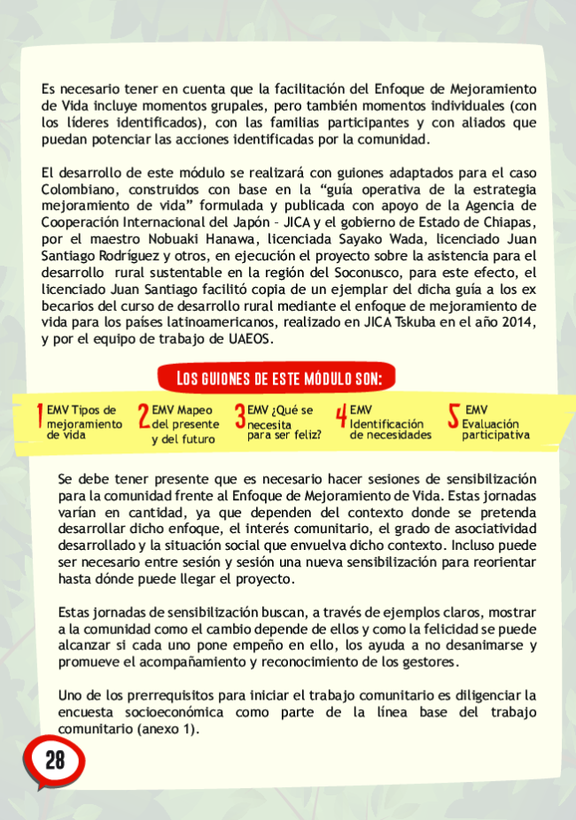 Es necesario tener en cuenta que la facilitación del Enfoque de Mejoramiento
de Vida incluye momentos grupales, pero también momentos individuales (con
los líderes identificados), con las familias participantes y con aliados que
puedan potenciar las acciones identificadas por la comunidad.
El desarrollo de este módulo se realizará con guiones adaptados para el caso
Colombiano, construidos con base en la “guía operativa de la estrategia
mejoramiento de vida” formulada y publicada con apoyo de la Agencia de
Cooperación Internacional del Japón - JICA y el gobierno de Estado de Chiapas,
por el maestro Nobuaki Hanawa, licenciada Sayako Wada, licenciado Juan
Santiago Rodríguez y otros, en ejecución el proyecto sobre la asistencia para el
desarrollo rural sustentable en la región del Soconusco, para este efecto, el
licenciado Juan Santiago facilitó copia de un ejemplar del dicha guía a los ex
becarios del curso de desarrollo rural mediante el enfoque de mejoramiento de
vida para los países latinoamericanos, realizado en JICA Tskuba en el año 2014,
y por el equipo de trabajo de UAEOS.
LOS GUIONES DE ESTE MÓDULO SON:
1 EMV Tipos de
mejoramiento
de vida
2 EMV Mapeo
del presente
y del futuro
3 EMV ¿Qué se
necesita
para ser feliz?
4 EMV
Identificación
de necesidades
5 EMV
Evaluación
participativa
Se debe tener presente que es necesario hacer sesiones de sensibilización
para la comunidad frente al Enfoque de Mejoramiento de Vida. Estas jornadas
varían en cantidad, ya que dependen del contexto donde se pretenda
desarrollar dicho enfoque, el interés comunitario, el grado de asociatividad
desarrollado y la situación social que envuelva dicho contexto. Incluso puede
ser necesario entre sesión y sesión una nueva sensibilización para reorientar
hasta dónde puede llegar el proyecto.
Estas jornadas de sensibilización buscan, a través de ejemplos claros, mostrar
a la comunidad como el cambio depende de ellos y como la felicidad se puede
alcanzar si cada uno pone empeño en ello, los ayuda a no desanimarse y
promueve el acompañamiento y reconocimiento de los gestores.
Uno de los prerrequisitos para iniciar el trabajo comunitario es diligenciar la
encuesta socioeconómica como parte de la línea base del trabajo
comunitario (anexo 1).
28